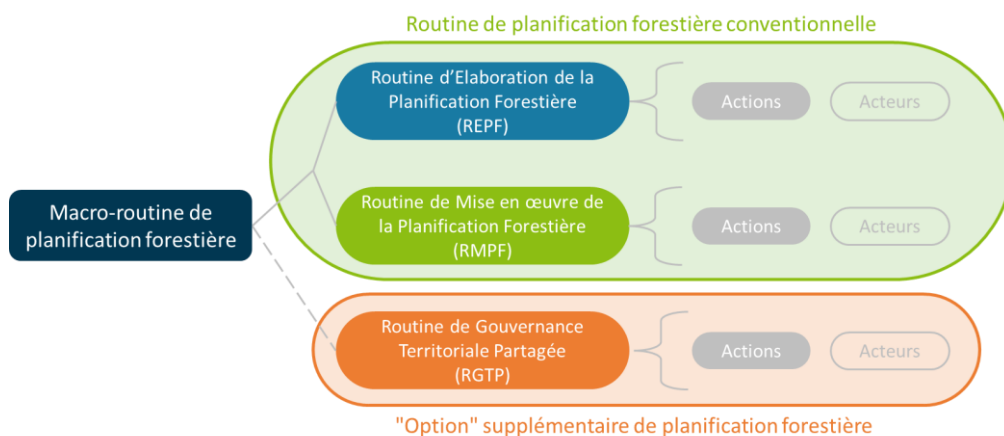 Routine de planification forestière conventionnelle
Routine d'Elaboration de la
Planification Forestière
(REPF)
Actions
Acteurs
Macro-routine de
planification forestière
Routine de Mise en œuvre de
la Planification Forestière
(RMPF)
Actions
Acteurs
Routine de Gouvernance
Territoriale Partagée
(RGTP)
Actions
Acteurs
"Option" supplémentaire de planification forestière